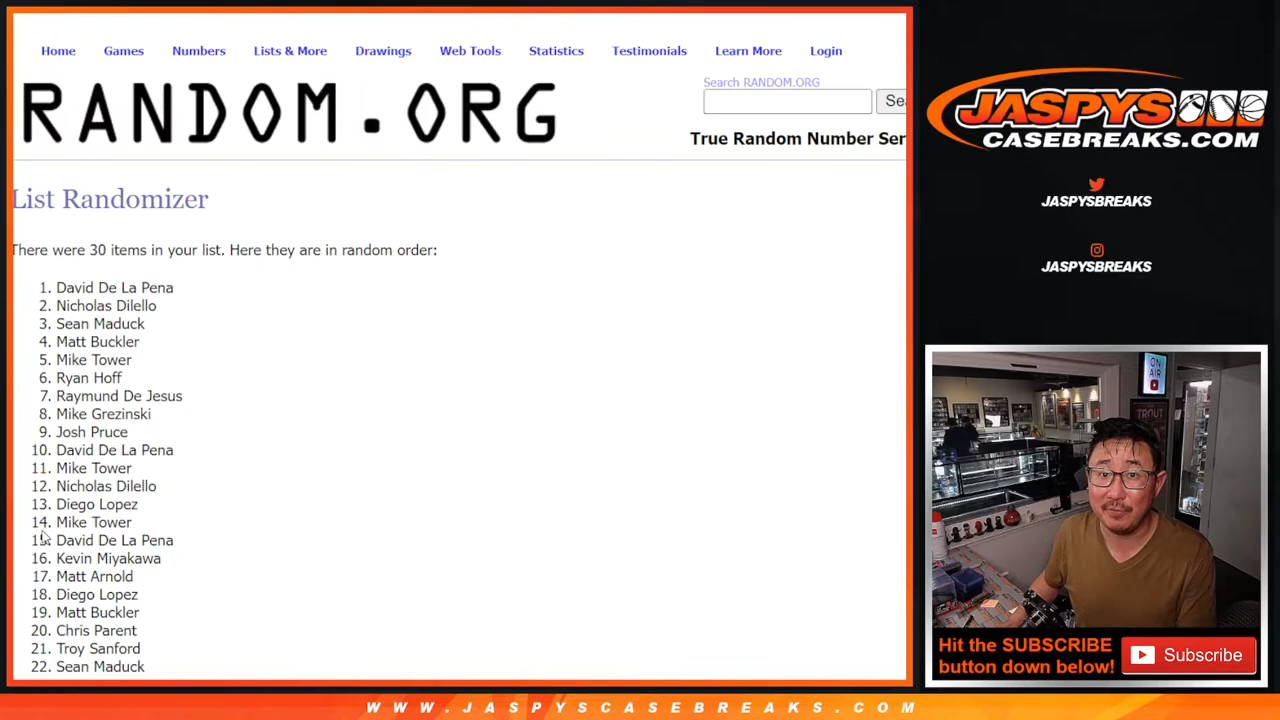 Home Games Numbers Lists & More Drawings Web Tools Statistics Testimonials Learn More Login
Search RANDOM.ORG
RANDOM.ORG
True Random Number Ser
List Randomizer
There were 30 items in your list. Here they are in random order:
1. David De La Pena
2. Nicholas Dilello
3. Sean Maduck
4. Matt Buckler
5. Mike Tower
6. Ryan Hoff
7. Raymund De Jesus
8. Mike Grezinski
9. Josh Pruce
10. David De La Pena
11. Mike Tower
12. Nicholas Dilello
13. Diego Lopez
14. Mike Tower
15. David De La Pena
16. Kevin Miyakawa
17. Matt Arnold
18. Diego Lopez
19. Matt Buckler
20. Chris Parent
21. Troy Sanford
22. Sean Maduck
JASPYS
CASEBREAKS.COM
JASPYSBREAKS
JASPYSBREAKS
ON
AIR
TROUT
Hit the SUBSCRIBE
button down below!
Subscribe
WWW.JASPYSCASEBREAKS.COM